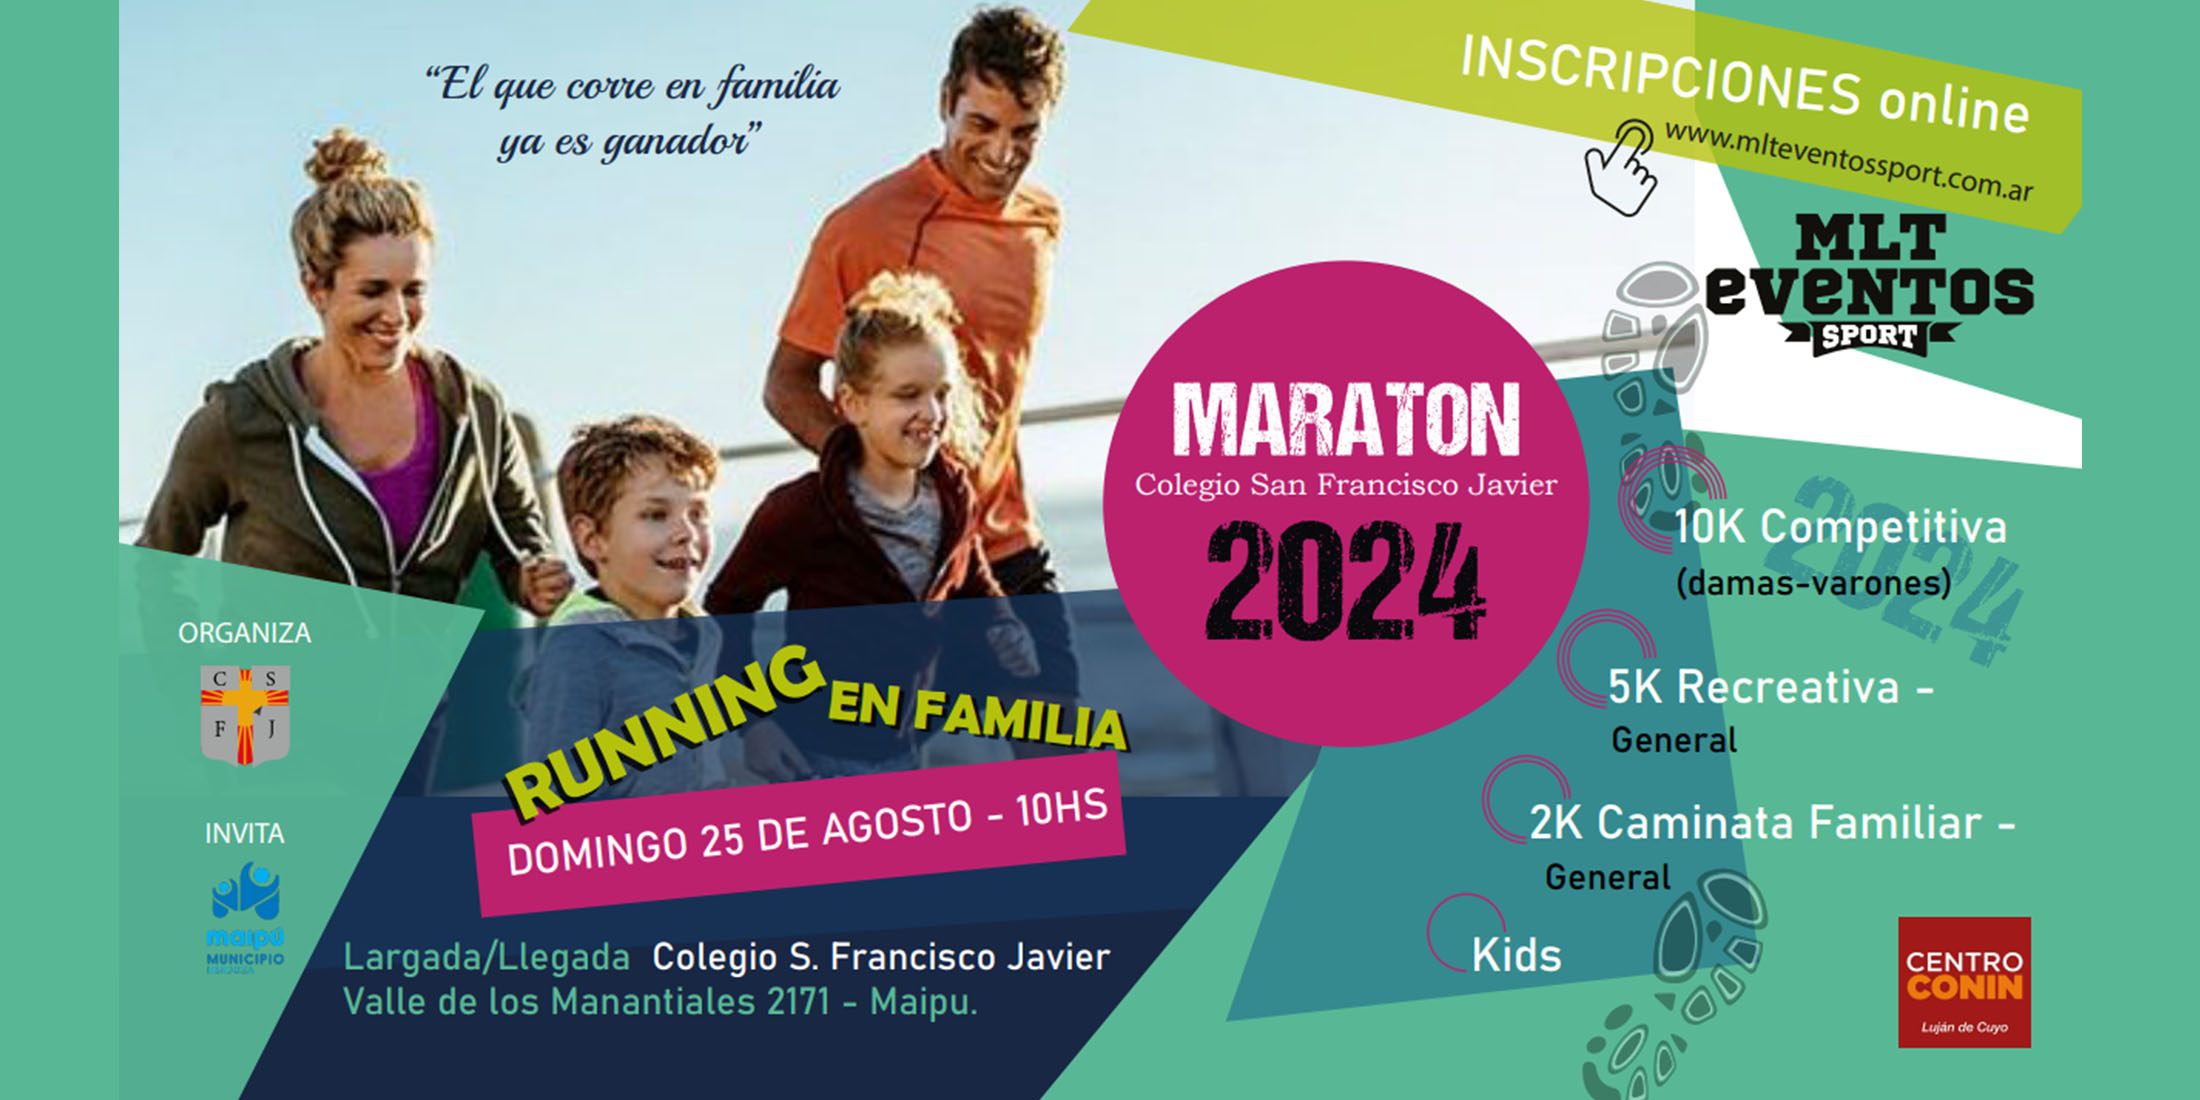 “El que corre en familia
ya es ganador”
INSCRIPCIONES online
www.mlteventossport.com.ar
MLT
eVeNTOS
SPORT
MARATON
Colegio San Francisco Javier
2024
2024
10K Competitiva
(damas-varones)
5K Recreativa -
General
2K Caminata Familiar -
General
Kids
ORGANIZA
C S
F J
INVITA
maipú
MUNICIPIO
RUNNING EN FAMILIA
DOMINGO 25 DE AGOSTO - 10HS
Largada/Llegada Colegio S. Francisco Javier
Valle de los Manantiales 2171 - Maipu.
CENTRO
CONIN
Luján de Cuyo